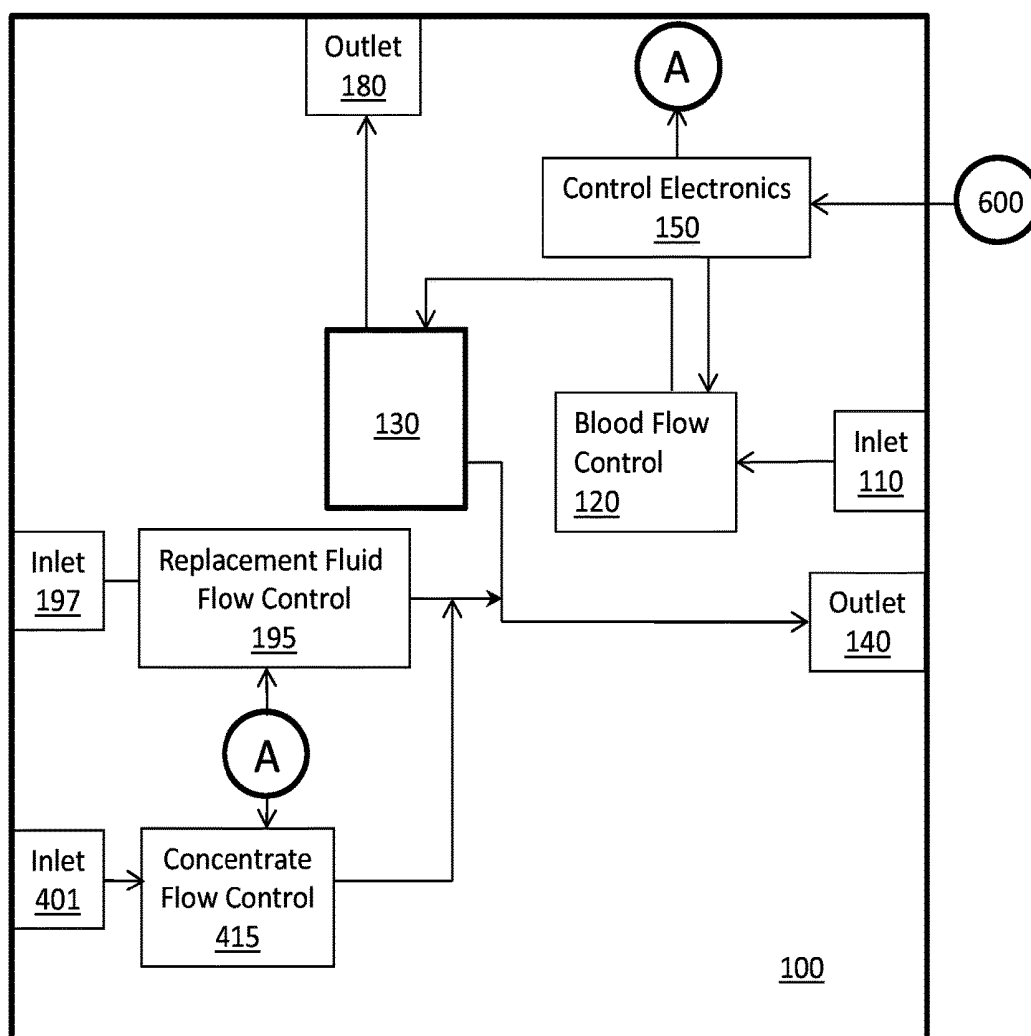 Outlet
180
A
Control Electronics
150
600
130
Blood Flow
Control
120
Inlet
110
Inlet
197
Replacement Fluid
Flow Control
195
Outlet
140
A
Inlet
401
Concentrate
Flow Control
415
100